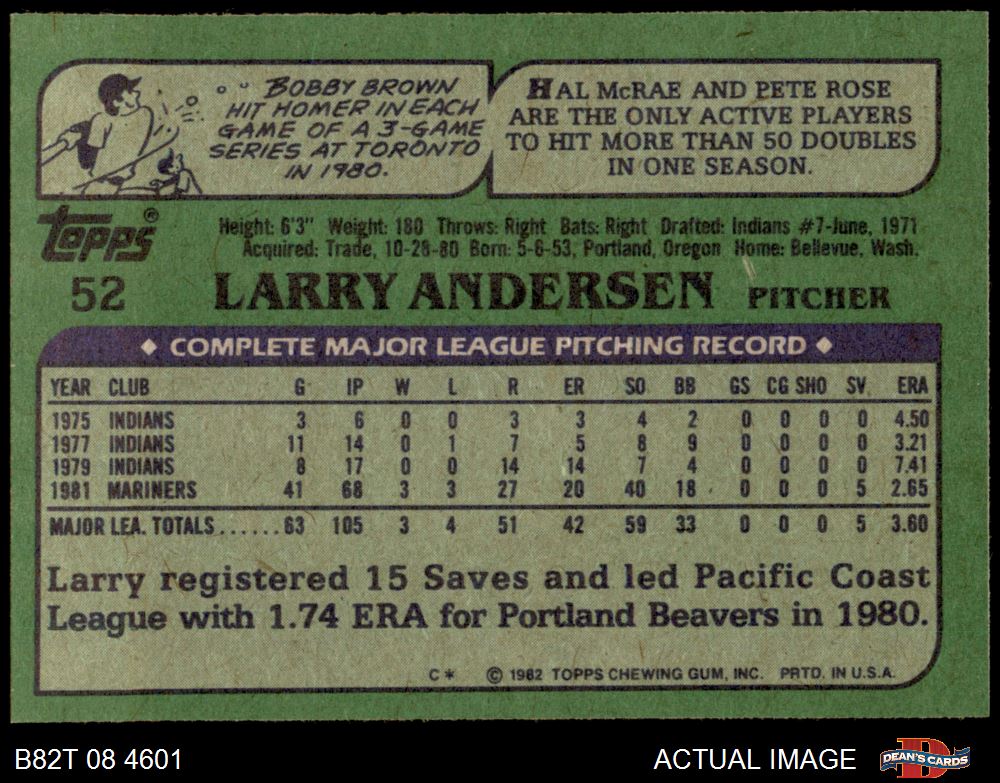 BOBBY BROWN
HIT HOMER IN EACH
GAME OF A 3-GAME
SERIES AT TORONTO
IN 1980.
HAL McRAE AND PETE ROSE
ARE THE ONLY ACTIVE PLAYERS
TO HIT MORE THAN 50 DOUBLES
IN ONE SEASON.
topps®
Height: 6'3" Weight: 180 Throws: Right Bats: Right Drafted: Indians #7-June, 1971
Acquired: Trade, 10-28-80 Born: 5-6-53, Portland, Oregon Home: Bellevue, Wash.
52 LARRY ANDERSEN PITCHER
◆ COMPLETE MAJOR LEAGUE PITCHING RECORD ◆
YEAR CLUB G IP W L R ER SO BB GS CG SHO SV. ERA
1975 INDIANS 3 6 0 0 3 3 4 2 0 0 0 0 4.50
1977 INDIANS 11 14 0 1 7 5 8 9 0 0 0 0 3.21
1979 INDIANS 8 17 0 0 14 14 7 4 0 0 0 0 7.41
1981 MARINERS 41 68 3 3 27 20 40 18 0 0 0 5 2.65
MAJOR LEA. TOTALS......63 105 3 4 51 42 59 33 0 0 0 5 3.60
Larry registered 15 Saves and led Pacific Coast
League with 1.74 ERA for Portland Beavers in 1980.
C* © 1982 TOPPS CHEWING GUM, INC. PRTD. IN U.S.A.
B82T 08 4601 ACTUAL IMAGE DEAN'S CARDS